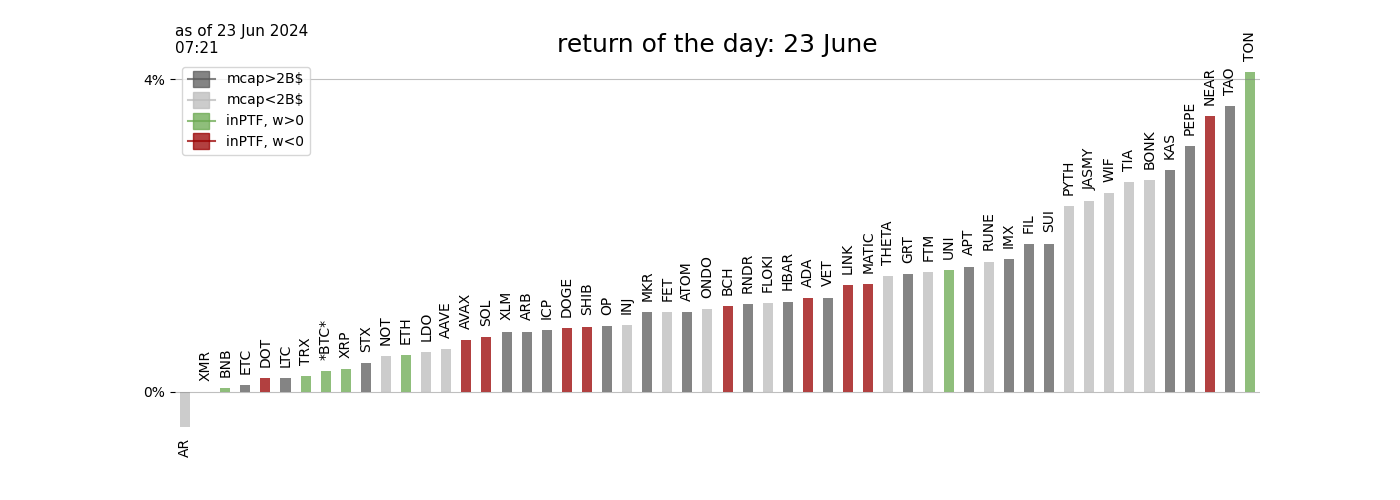 as of 23 Jun 2024
07:21
return of the day: 23 June
mcap>2B$
mcap<2B$
inPTF, w>0
inPTF, w<0
4%
0%
AR
XMR
BNB
ETC
DOT
LTC
TRX
*BTC*
XRP
STX
NOT
ETH
LDO
AAVE
AVAX
SOL
XLM
ARB
ICP
DOGE
SHIB
OP
INJ
MKR
FET
ATOM
ONDO
BCH
RNDR
FLOKI
HBAR
ADA
VET
LINK
MATIC
THETA
GRT
FTM
UNI
APT
RUNE
IMX
FIL
SUI
PYTH
JASMY
WIF
TIA
BONK
KAS
PEPE
NEAR
TAO
TON